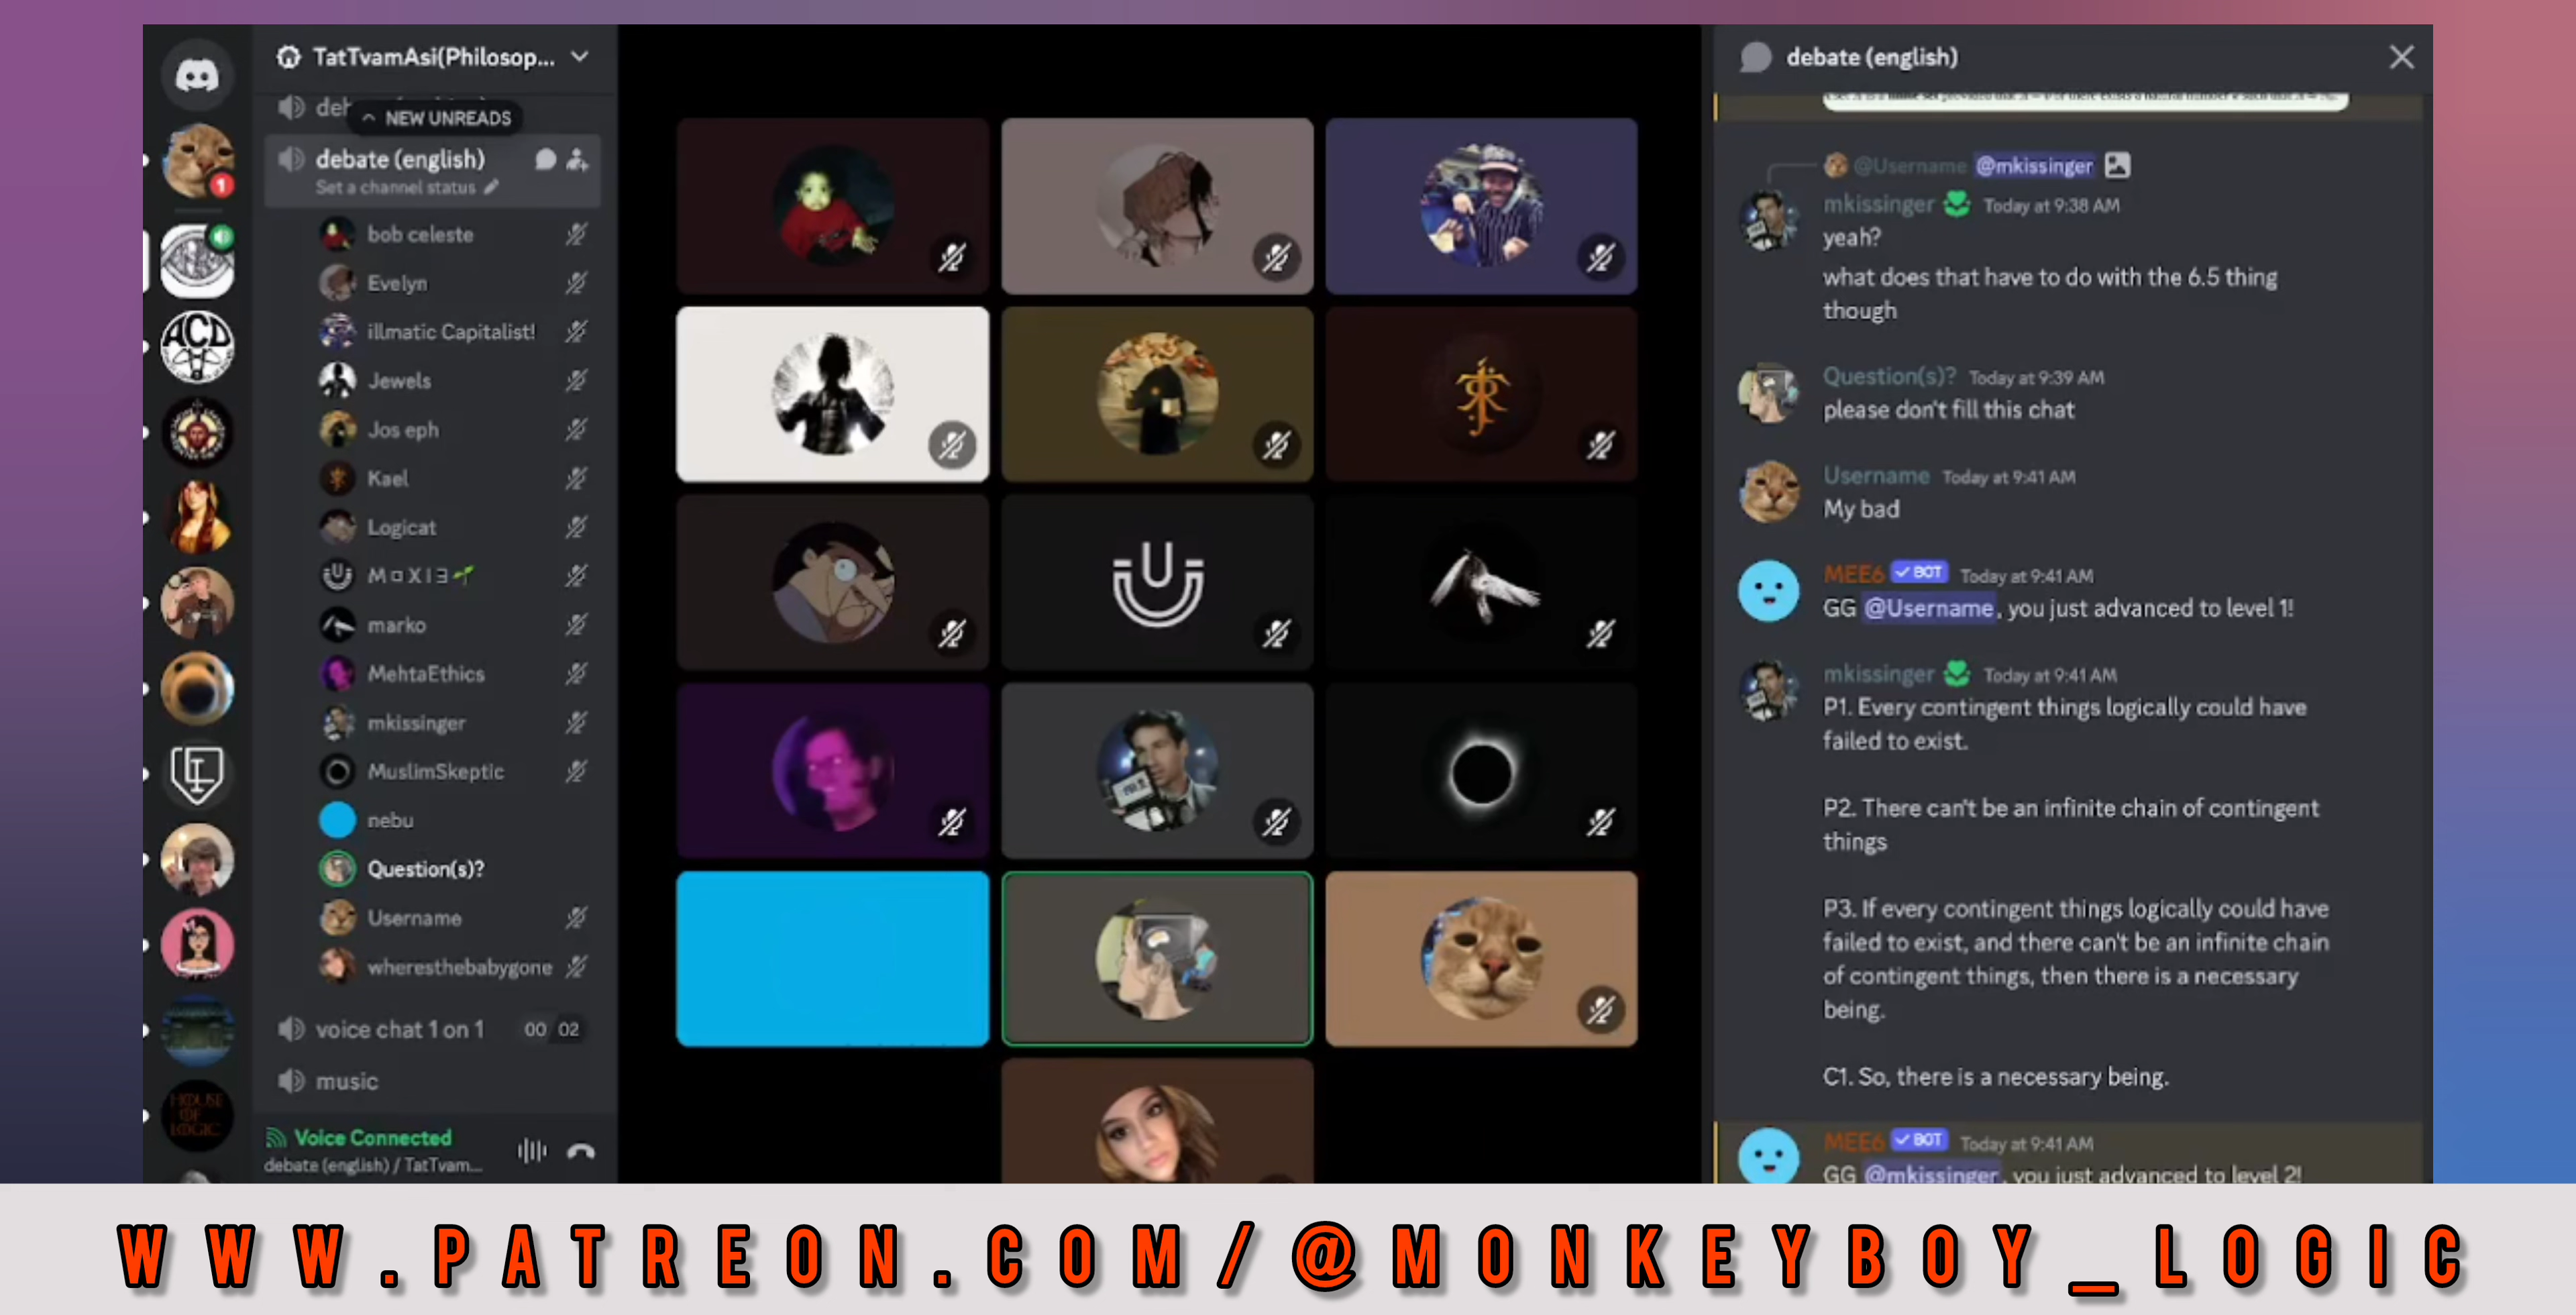 TatTvamAsi(Philosop...
NEW UNREADS
debate (english)
Set a channel status
bob celeste
Evelyn
illmatic Capitalist!
Jewels
Jos eph
Kael
Logicat
M¤XIƎ
marko
MehtaEthics
mkissinger
MuslimSkeptic
nebu
Question(s)?
Username
wheresthebabygone
voice chat 1 on 1 00 02
music
Voice Connected
debate (english) / TatTvam...
1
ACD
HOUSE
OF
LOGIC
debate (english)
@Username @mkissinger
mkissinger Today at 9:38 AM
yeah?
what does that have to do with the 6.5 thing
though
Question(s)? Today at 9:39 AM
please don't fill this chat
Username Today at 9:41 AM
My bad
MEE6 BOT Today at 9:41 AM
GG @Username, you just advanced to level 1!
mkissinger Today at 9:41 AM
P1. Every contingent things logically could have
failed to exist.
P2. There can't be an infinite chain of contingent
things
P3. If every contingent things logically could have
failed to exist, and there can't be an infinite chain
of contingent things, then there is a necessary
being.
C1. So, there is a necessary being.
MEE6 BOT Today at 9:41 AM
GG @mkissinger, you just advanced to level 2!
WWW.PATREON.COM/@MONKEYBOY_LOGIC